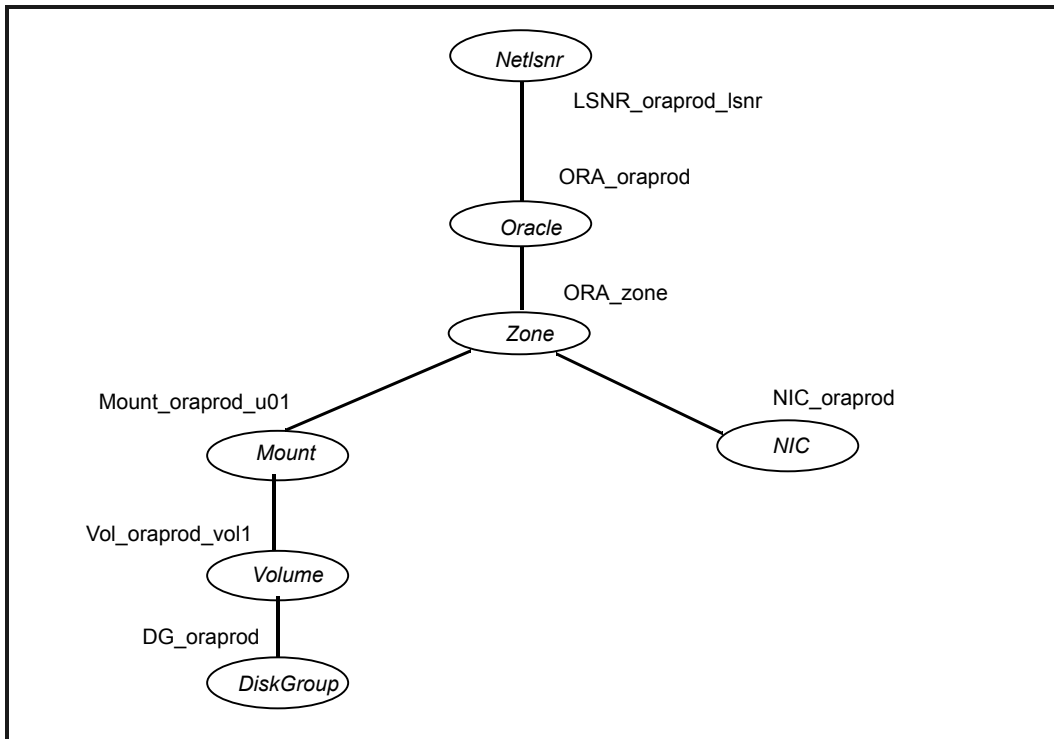 Netlsnr
LSNR_oraprod_lsnr
ORA_oraprod
Oracle
ORA_zone
Zone
Mount_oraprod_u01
NIC_oraprod
Mount
NIC
Vol_oraprod_vol1
Volume
DG_oraprod
DiskGroup